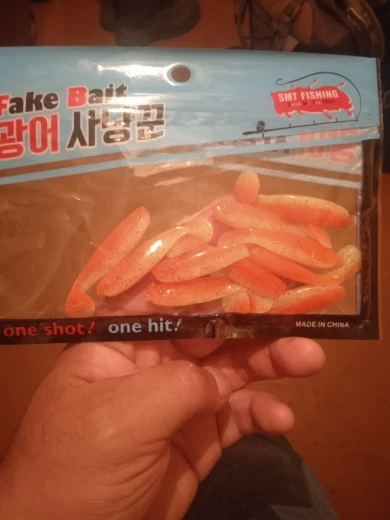 Fake Bait
광어 사냥꾼
SMT FISHING
one shot! one hit!
MADE IN CHINA